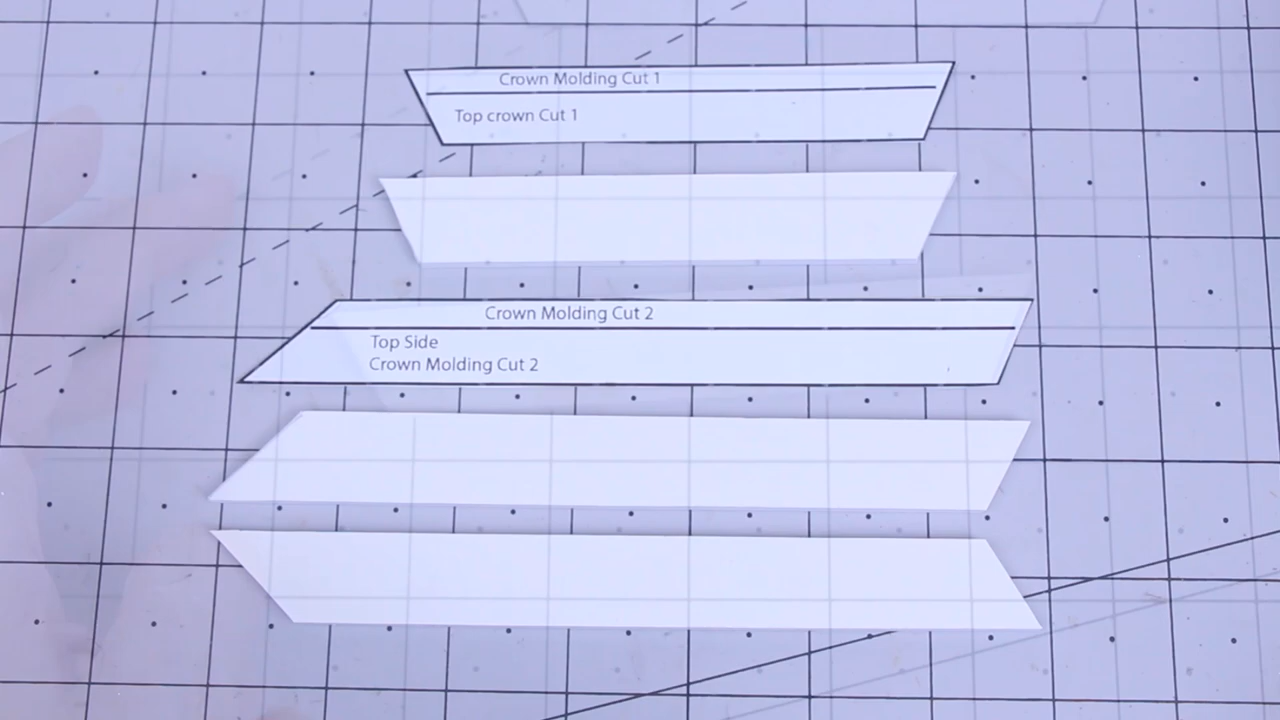 Crown Molding Cut 1
Top crown Cut 1
Crown Molding Cut 2
Top Side
Crown Molding Cut 2